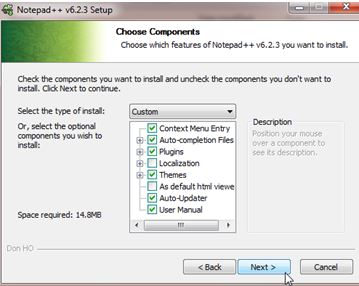 Notepad++ v6.2.3 Setup
Choose Components
Choose which features of Notepad++ v6.2.3 you want to install.
Check the components you want to install and uncheck the components you don't want to
install. Click Next to continue.
Select the type of install:
Custom
Or, select the optional
components you wish to
install:
Context Menu Entry
Auto-completion Files
Plugins
Localization
Themes
As default html viewe
Auto-Updater
User Manual
Description
Position your mouse
over a component to
see its description.
Space required: 14.8MB
Don HO
< Back
Next >
Cancel